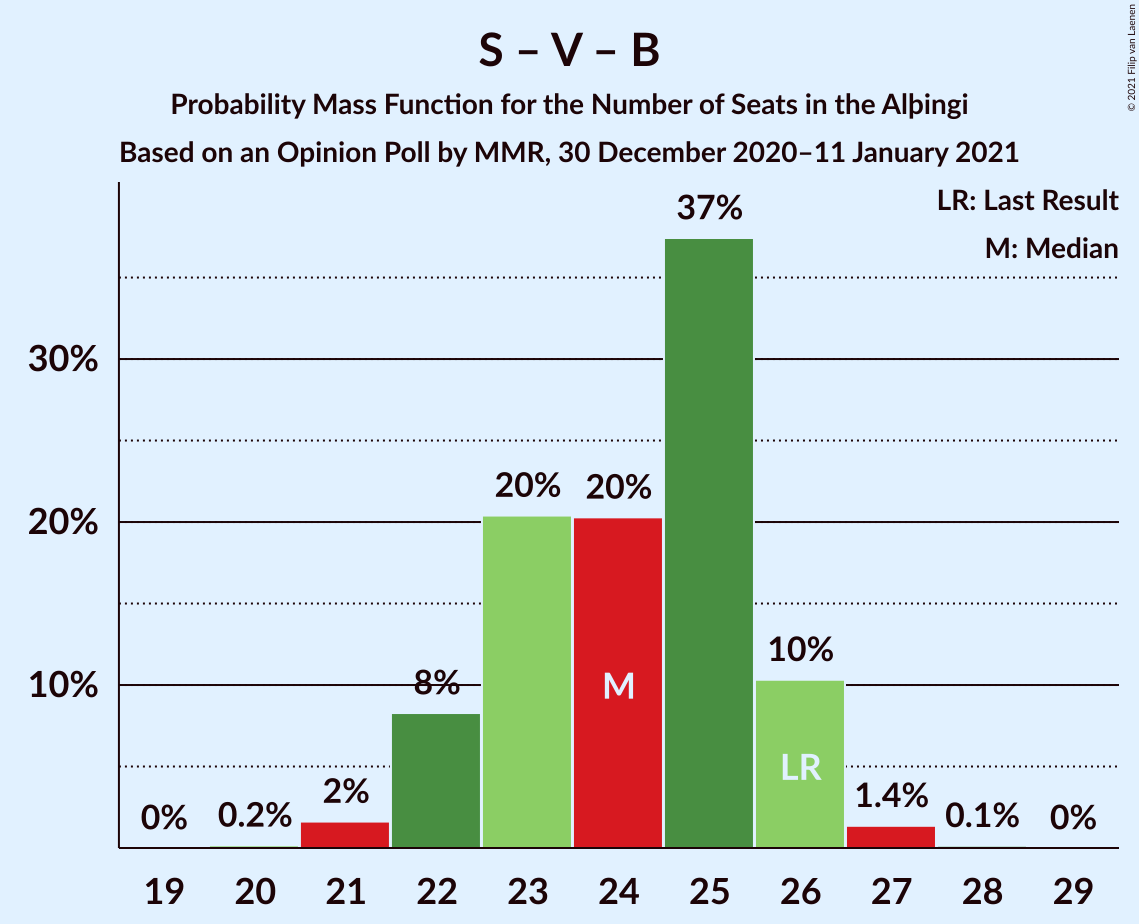 S – V – B
Probability Mass Function for the Number of Seats in the Alþingi
Based on an Opinion Poll by MMR, 30 December 2020–11 January 2021
© 2021 Filip van Laenen
LR: Last Result
M: Median
37%
30%
20%
20%
20%
10%
10%
8%
M
LR
2%
1.4%
0%
0.2%
0.1%
0%
19 20 21 22 23 24 25 26 27 28 29